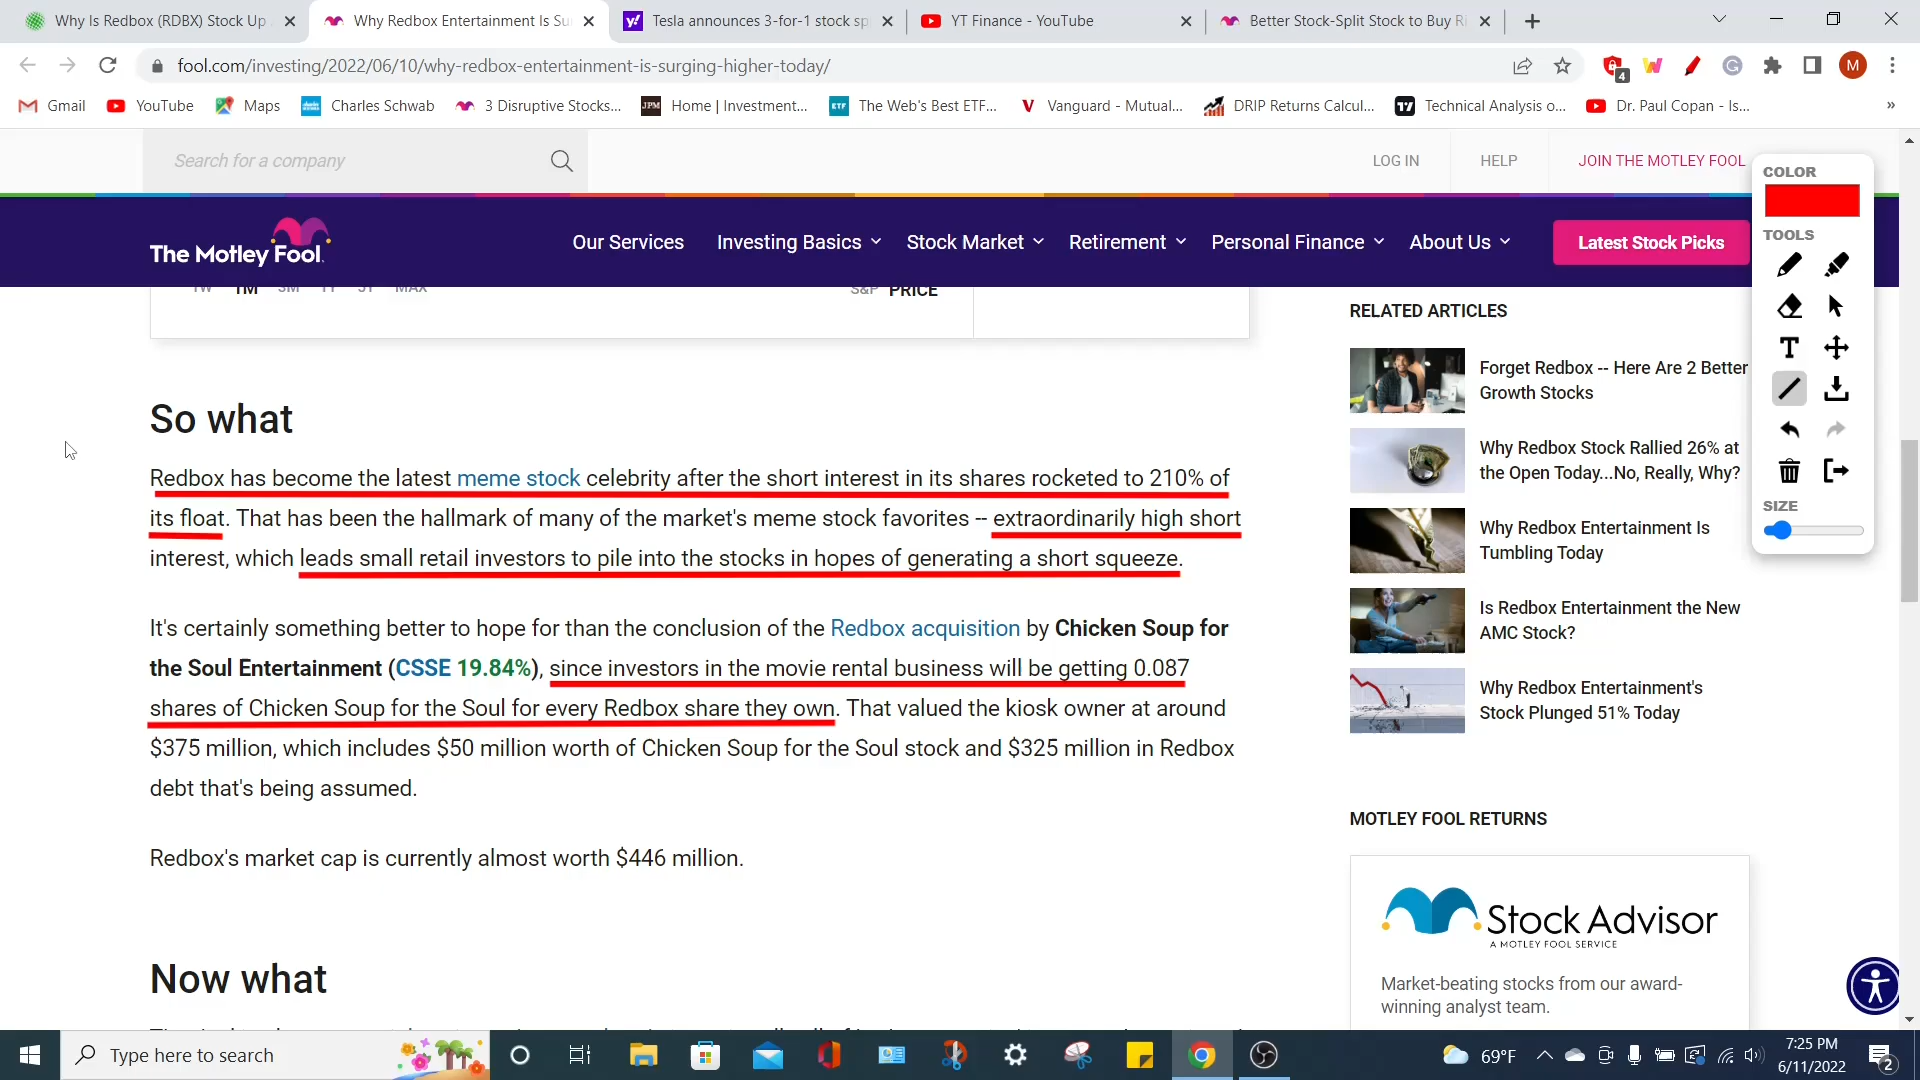 Why Is Redbox (RDBX) Stock Up
Why Redbox Entertainment Is Su
Tesla announces 3-for-1 stock sp
YT Finance - YouTube
Better Stock-Split Stock to Buy Ri
fool.com/investing/2022/06/10/why-redbox-entertainment-is-surging-higher-today/
4
M
Gmail
YouTube
Maps
Charles Schwab
3 Disruptive Stocks...
JPM
Home | Investment...
ETF
The Web's Best ETF...
Vanguard - Mutual...
DRIP Returns Calcul...
Technical Analysis o...
Dr. Paul Copan - Is...
»
Search for a company
LOG IN
HELP
JOIN THE MOTLEY FOOL
The Motley Fool.
Our Services
Investing Basics
Stock Market
Retirement
Personal Finance
About Us
Latest Stock Picks
COLOR
TOOLS
SIZE
1W 1M 3M 1Y 5Y MAX
S&P PRICE
So what
Redbox has become the latest meme stock celebrity after the short interest in its shares rocketed to 210% of
its float. That has been the hallmark of many of the market's meme stock favorites -- extraordinarily high short
interest, which leads small retail investors to pile into the stocks in hopes of generating a short squeeze.
It's certainly something better to hope for than the conclusion of the Redbox acquisition by Chicken Soup for
the Soul Entertainment (CSSE 19.84%), since investors in the movie rental business will be getting 0.087
shares of Chicken Soup for the Soul for every Redbox share they own. That valued the kiosk owner at around
$375 million, which includes $50 million worth of Chicken Soup for the Soul stock and $325 million in Redbox
debt that's being assumed.
Redbox's market cap is currently almost worth $446 million.
Now what
RELATED ARTICLES
Forget Redbox -- Here Are 2 Better
Growth Stocks
Why Redbox Stock Rallied 26% at
the Open Today...No, Really, Why?
Why Redbox Entertainment Is
Tumbling Today
Is Redbox Entertainment the New
AMC Stock?
Why Redbox Entertainment's
Stock Plunged 51% Today
MOTLEY FOOL RETURNS
Stock Advisor
A MOTLEY FOOL SERVICE
Market-beating stocks from our award-
winning analyst team.
Type here to search
69°F
7:25 PM
6/11/2022
2